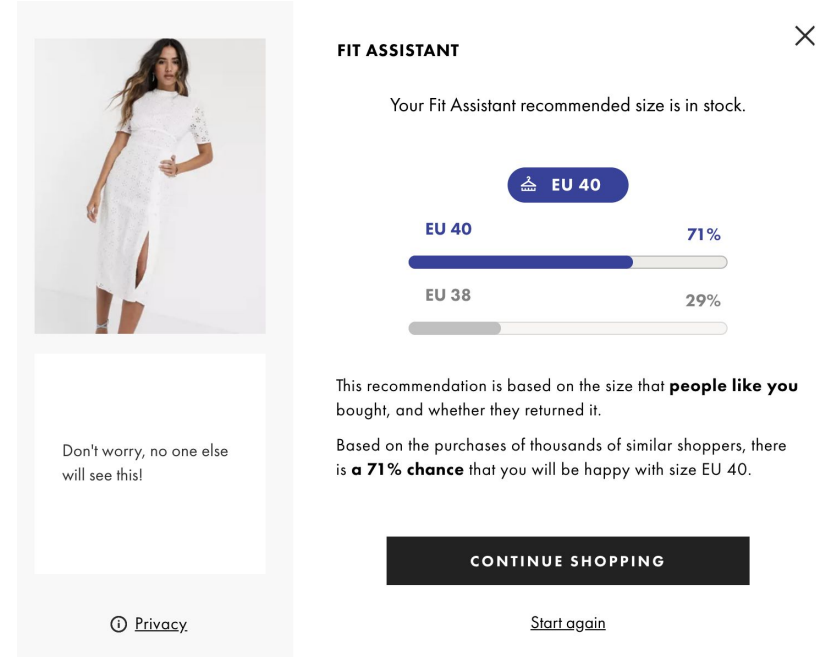 FIT ASSISTANT
Your Fit Assistant recommended size is in stock.
EU 40
EU 40 71%
EU 38 29%
This recommendation is based on the size that people like you
bought, and whether they returned it.
Based on the purchases of thousands of similar shoppers, there
is a 71% chance that you will be happy with size EU 40.
CONTINUE SHOPPING
Start again
Don't worry, no one else
will see this!
Privacy